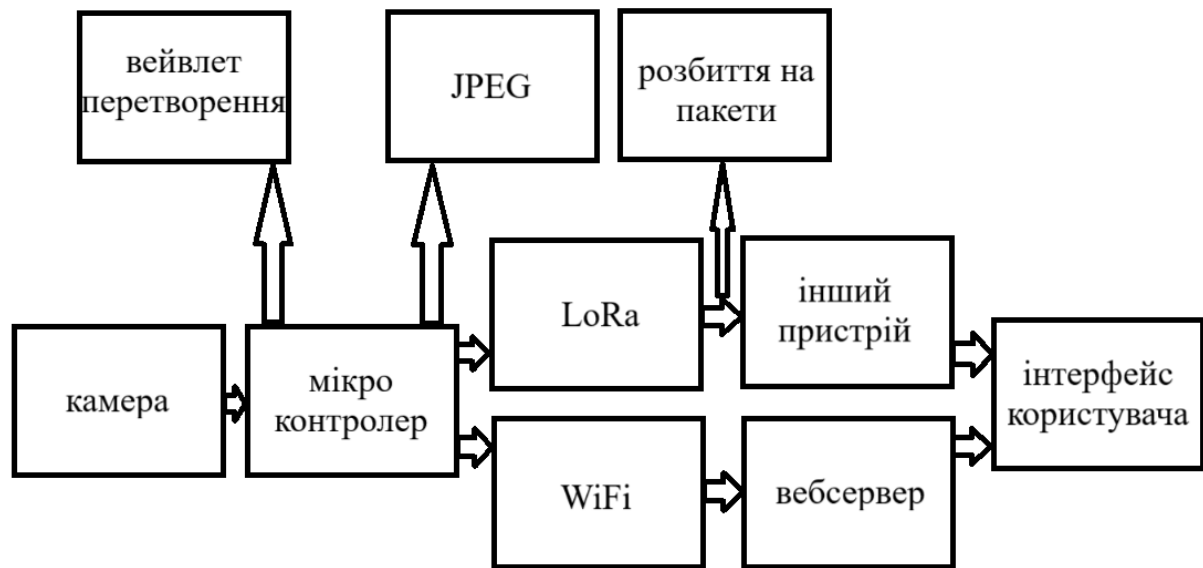 вейвлет
перетворення
JPEG
розбиття на
пакети
LoRa
інший
пристрій
камера
мікро
контролер
інтерфейс
користувача
WiFi
вебсервер